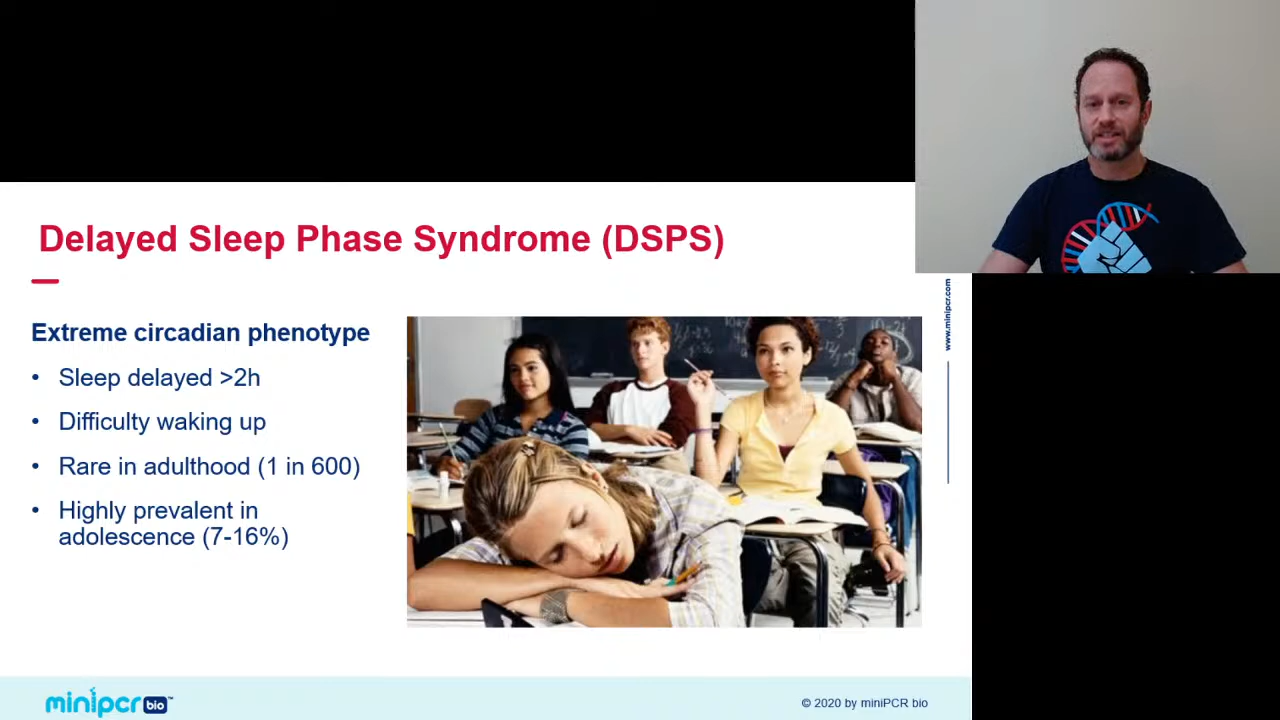 Delayed Sleep Phase Syndrome (DSPS)
Extreme circadian phenotype
• Sleep delayed >2h
• Difficulty waking up
• Rare in adulthood (1 in 600)
• Highly prevalent in
adolescence (7-16%)
www.minipcr.com
minipcr bio™
© 2020 by miniPCR bio